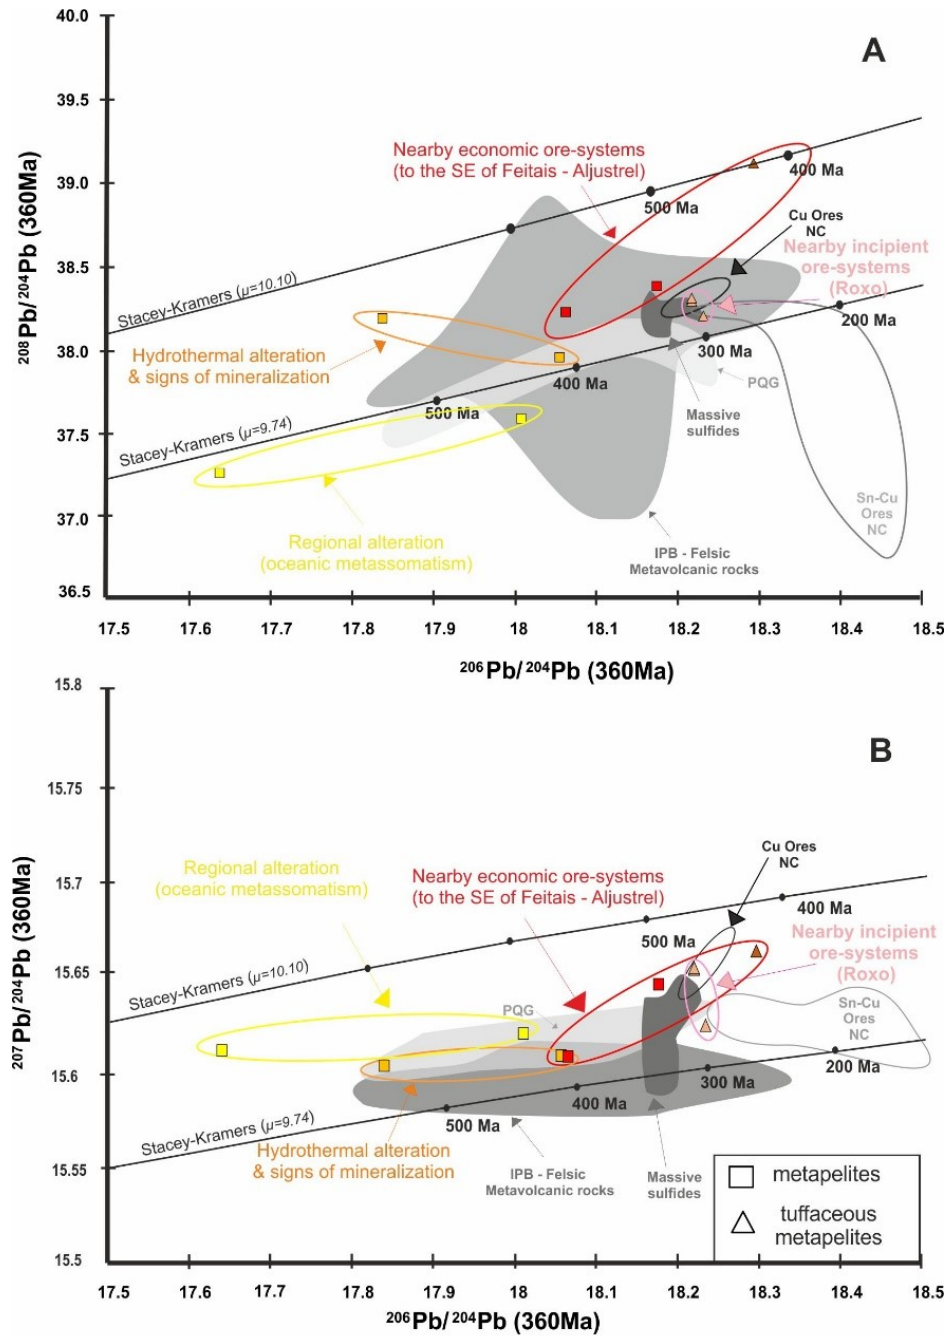 40.0
A
39.5
Nearby economic ore-systems
(to the SE of Feitais - Aljustrel)
39.0
400 Ma
500 Ma
Cu Ores
NC
38.5
Nearby incipient
ore-systems
(Roxo)
Stacey-Kramers (μ=10.10)
200 Ma
38.0
Hydrothermal alteration
& signs of mineralization
300 Ma
400 Ma
PQG
500 Ma
Massive
sulfides
37.5
Stacey-Kramers (μ=9.74)
37.0
Sn-Cu
Ores
NC
Regional alteration
(oceanic metassomatism)
IPB - Felsic
Metavolcanic rocks
36.5
208Pb/ 204Pb (360Ma)
17.5 17.6 17.7 17.8 17.9 18 18.1 18.2 18.3 18.4 18.5
206Pb/ 204Pb (360Ma)
15.8
B
15.75
Cu Ores
NC
Regional alteration
(oceanic metassomatism)
Nearby economic ore-systems
(to the SE of Feitais - Aljustrel)
15.7
400 Ma
500 Ma
Nearby incipient
ore-systems
(Roxo)
Stacey-Kramers (μ=10.10)
15.65
PQG
Sn-Cu
Ores
NC
15.6
200 Ma
300 Ma
400 Ma
500 Ma
Stacey-Kramers (μ=9.74)
Hydrothermal alteration
& signs of mineralization
IPB - Felsic
Metavolcanic rocks
Massive
sulfides
15.55
metapelites
tuffaceous
metapelites
15.5
207Pb/ 204Pb (360Ma)
17.5 17.6 17.7 17.8 17.9 18 18.1 18.2 18.3 18.4 18.5
206Pb/ 204Pb (360Ma)